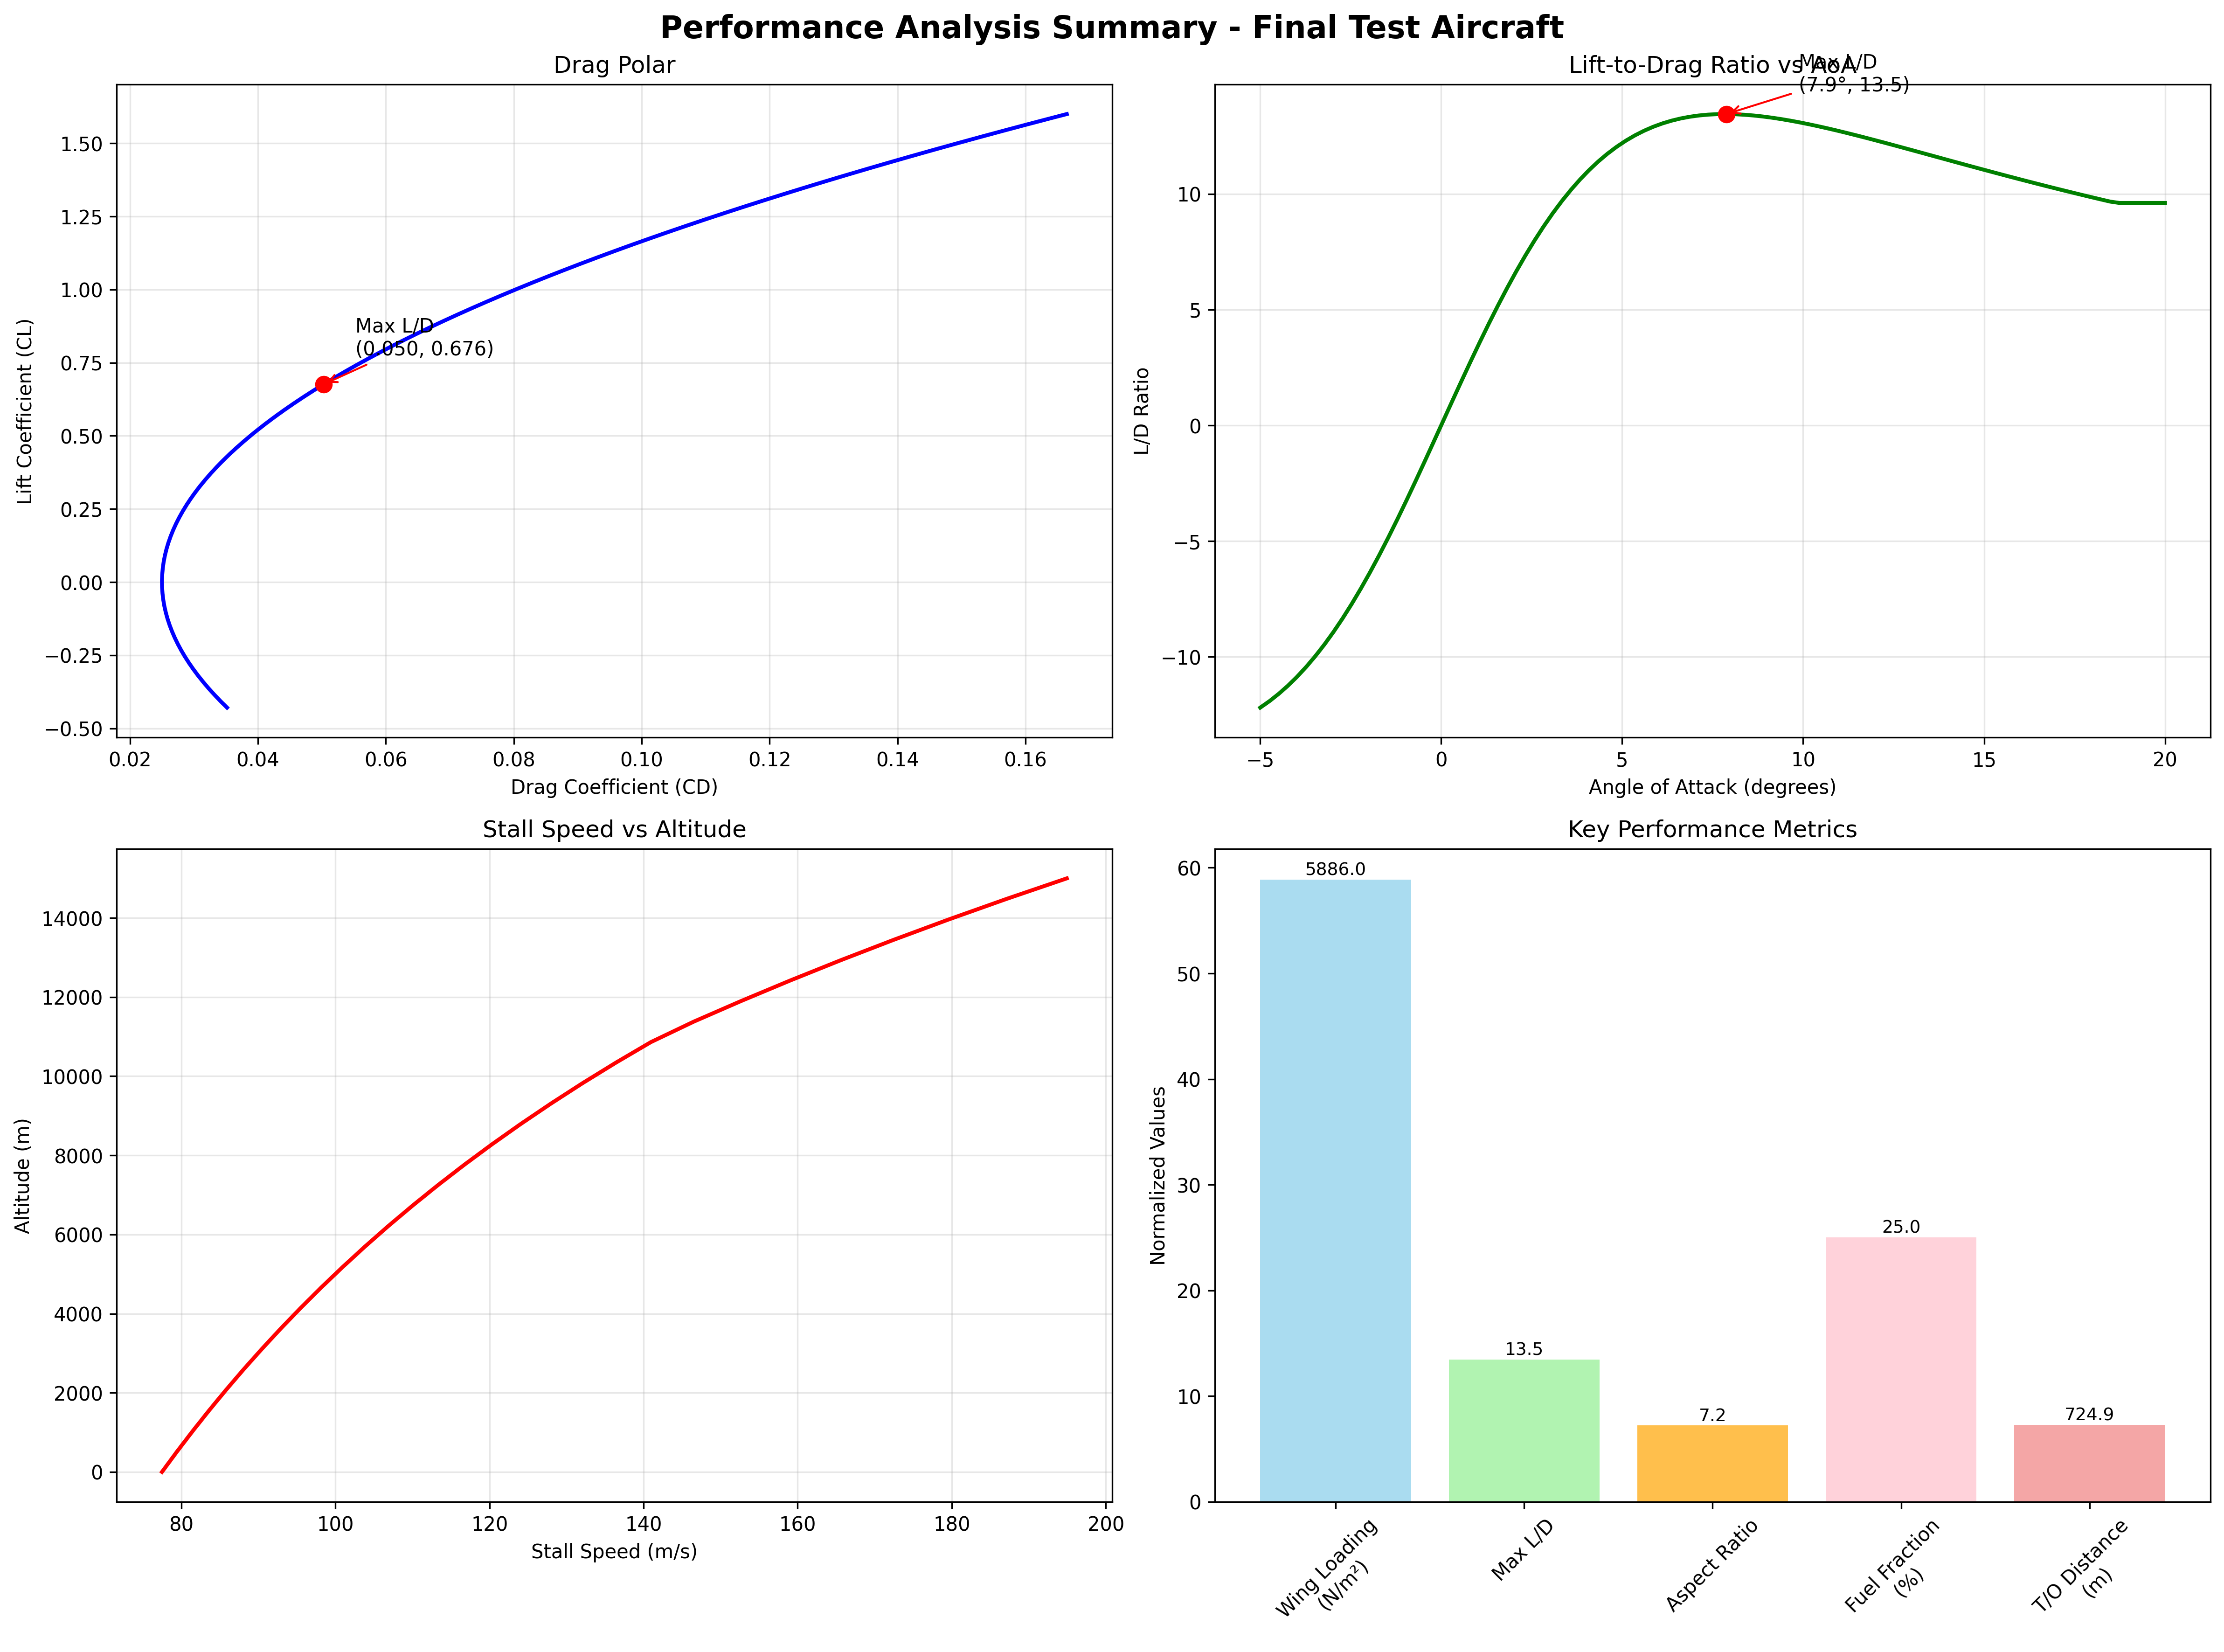 Performance Analysis Summary - Final Test Aircraft
Drag Polar
1.50
1.25
1.00
0.75
0.50
0.25
0.00
−0.25
−0.50
Lift Coefficient (CL)
Max L/D
(0.050, 0.676)
0.02 0.04 0.06 0.08 0.10 0.12 0.14 0.16
Drag Coefficient (CD)
Lift-to-Drag Ratio vs AoA
Max L/D
(7.9°, 13.5)
10
5
0
−5
−10
L/D Ratio
−5 0 5 10 15 20
Angle of Attack (degrees)
Stall Speed vs Altitude
14000
12000
10000
8000
6000
4000
2000
0
Altitude (m)
80 100 120 140 160 180 200
Stall Speed (m/s)
Key Performance Metrics
60
50
40
30
20
10
0
Normalized Values
5886.0
13.5
7.2
25.0
724.9
Wing Loading
(N/m²)
Max L/D
Aspect Ratio
Fuel Fraction
(%)
T/O Distance
(m)